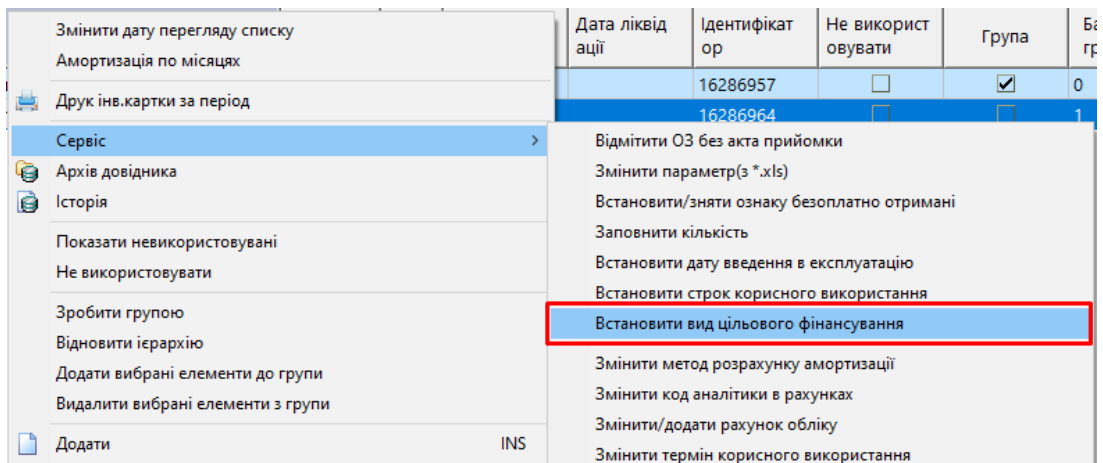 Дата ліквід
ації
Ідентифікат
ор
Не використ
овувати
Група
16286957
0
16286964
1
Змінити дату перегляду списку
Амортизація по місяцях
Друк інв.картки за період
Сервіс
Архів довідника
Історія
Показати невикористовувані
Не використовувати
Зробити групою
Відновити ієрархію
Додати вибрані елементи до групи
Видалити вибрані елементи з групи
Додати INS
Відмітити ОЗ без акта прийомки
Змінити параметр(з *.xls)
Встановити/зняти ознаку безоплатно отримані
Заповнити кількість
Встановити дату введення в експлуатацію
Встановити строк корисного використання
Встановити вид цільового фінансування
Змінити метод розрахунку амортизації
Змінити код аналітики в рахунках
Змінити/додати рахунок обліку
Змінити термін корисного використання